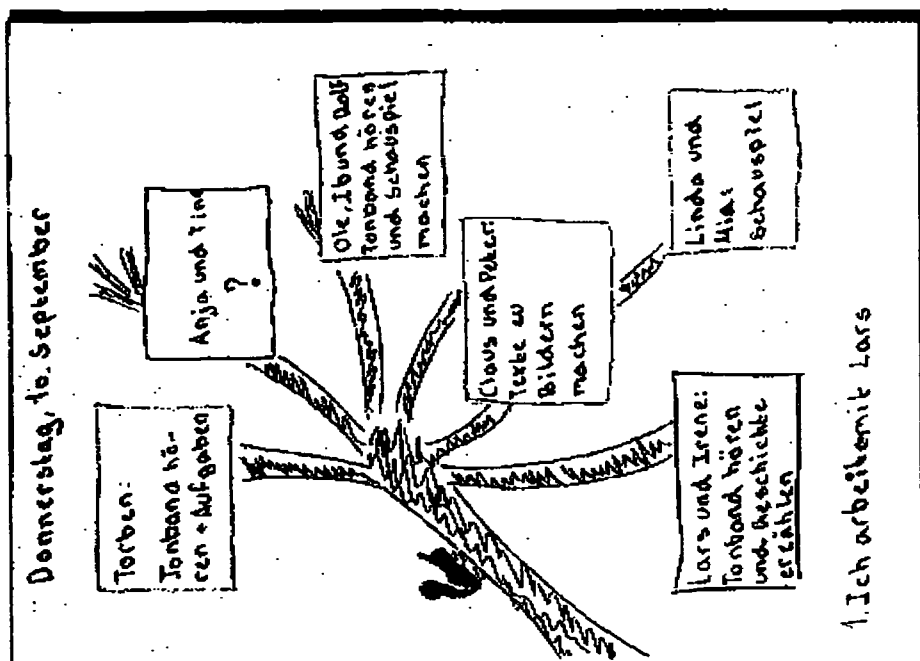 Donnerstag, 10. September
Torben:
Tonband hö-
ren + Aufgaben
Anja und Tine
?
Ole, Ib und Rolf
Tonband hören
und Schauspiel
machen
Claus und Peter:
Texte zu
Bildern
machen
Linda und
Mia:
Schauspiel
Lars und Irene:
Tonband hören
und Geschichte
erzählen
1. Ich arbeite mit Lars